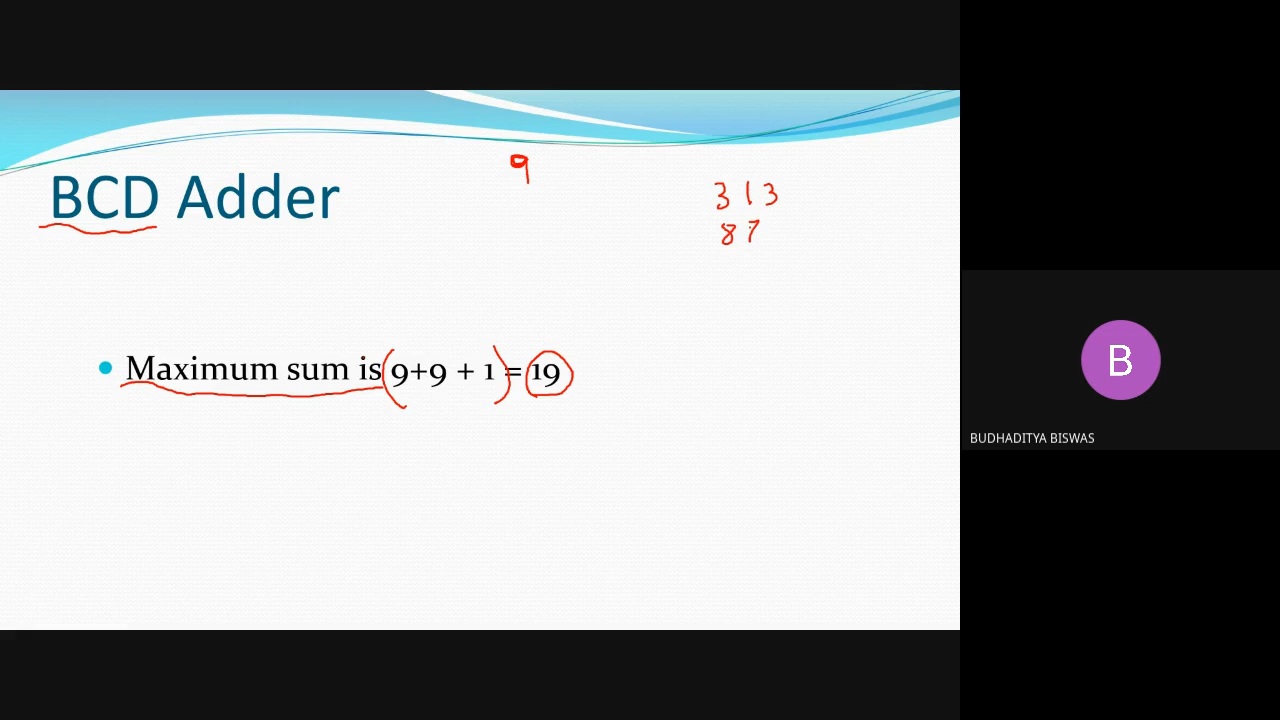 BCD Adder
9
3 1 3
8 7
Maximum sum is 9+9 + 1 = 19
B
BUDHADITYA BISWAS